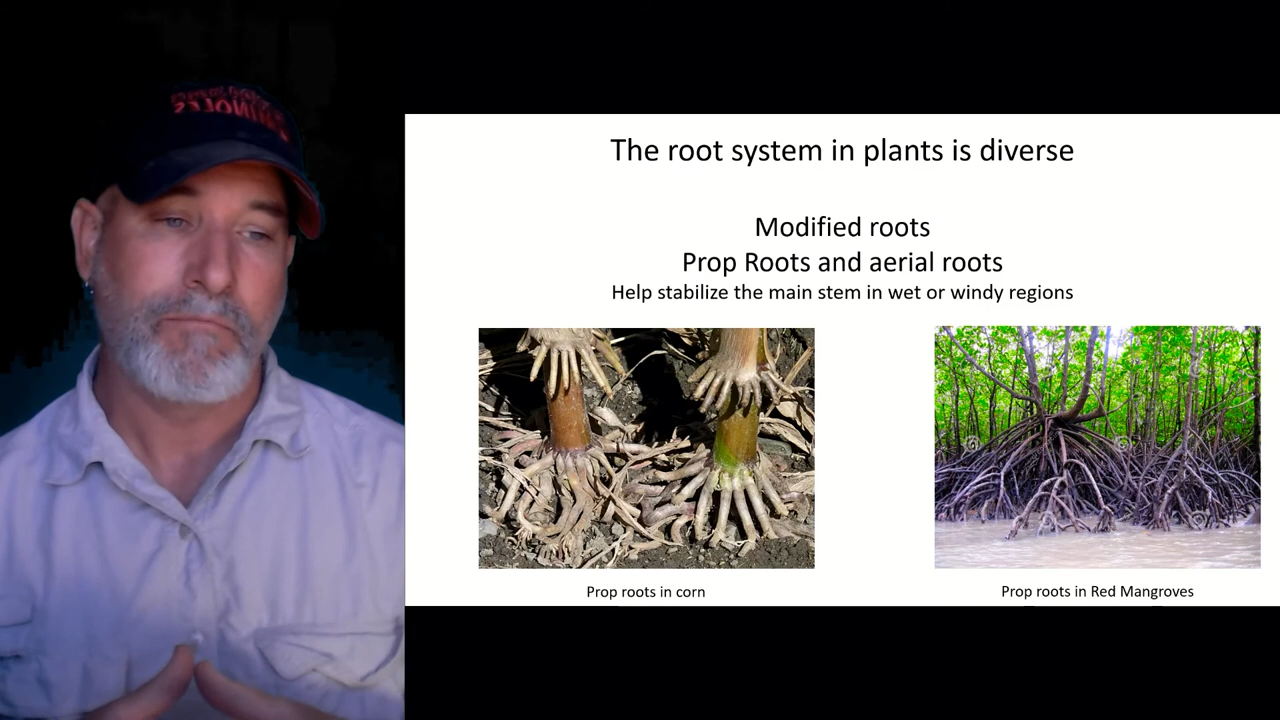 SEMINOLES
The root system in plants is diverse
Modified roots
Prop Roots and aerial roots
Help stabilize the main stem in wet or windy regions
Prop roots in corn
Prop roots in Red Mangroves